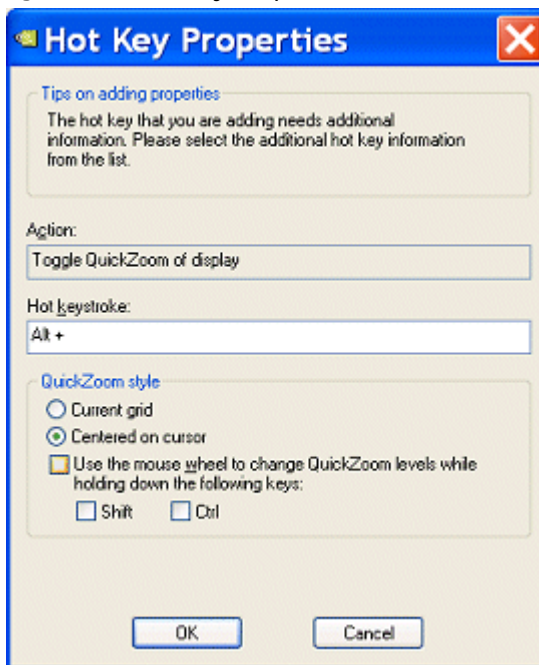 Hot Key Properties
Tips on adding properties
The hot key that you are adding needs additional
information. Please select the additional hot key information
from the list.
Action:
Toggle QuickZoom of display
Hot keystroke:
Alt +
QuickZoom style
Current grid
Centered on cursor
Use the mouse wheel to change QuickZoom levels while
holding down the following keys:
Shift Ctrl
OK Cancel